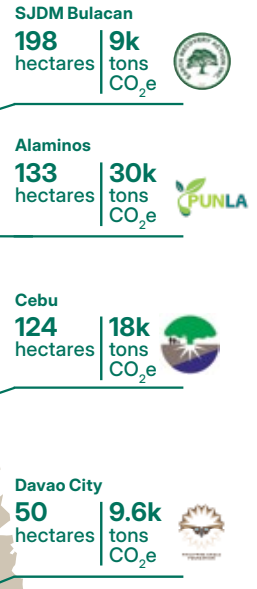 SJDM Bulacan
198 hectares | 9k tons CO₂e
Alaminos
133 hectares | 30k tons CO₂e
PUNLA
Cebu
124 hectares | 18k tons CO₂e
Davao City
50 hectares | 9.6k tons CO₂e